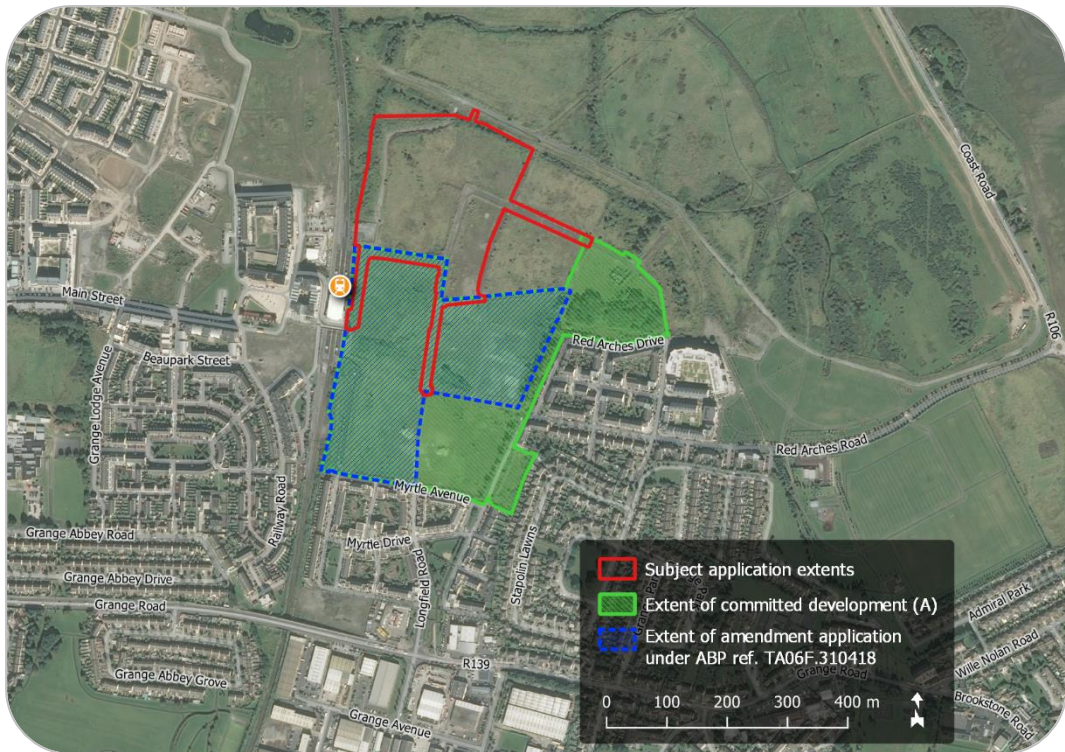 Coast Road
R106
Main Street
Beaupark Street
Grange Lodge Avenue
Red Arches Drive
Red Arches Road
Railway Road
Myrtle Avenue
Grange Abbey Road
Myrtle Drive
Longfield Road
Stapolin Lawns
Grange Abbey Drive
Grange Road
Grange Abbey Grove
R139
Grange Avenue
Grange Road
Admiral Park
Wille Nolan Road
Brookstone Road
Subject application extents
Extent of committed development (A)
Extent of amendment application
under ABP ref. TA06F.310418
0 100 200 300 400 m